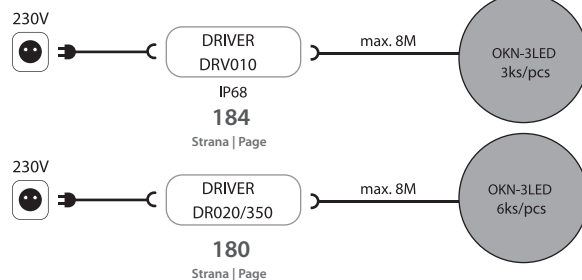 230V
DRIVER
DRV010
max. 8M
OKN-3LED
3ks/pcs
IP68
184
Strana | Page
230V
DRIVER
DR020/350
max. 8M
OKN-3LED
6ks/pcs
180
Strana | Page